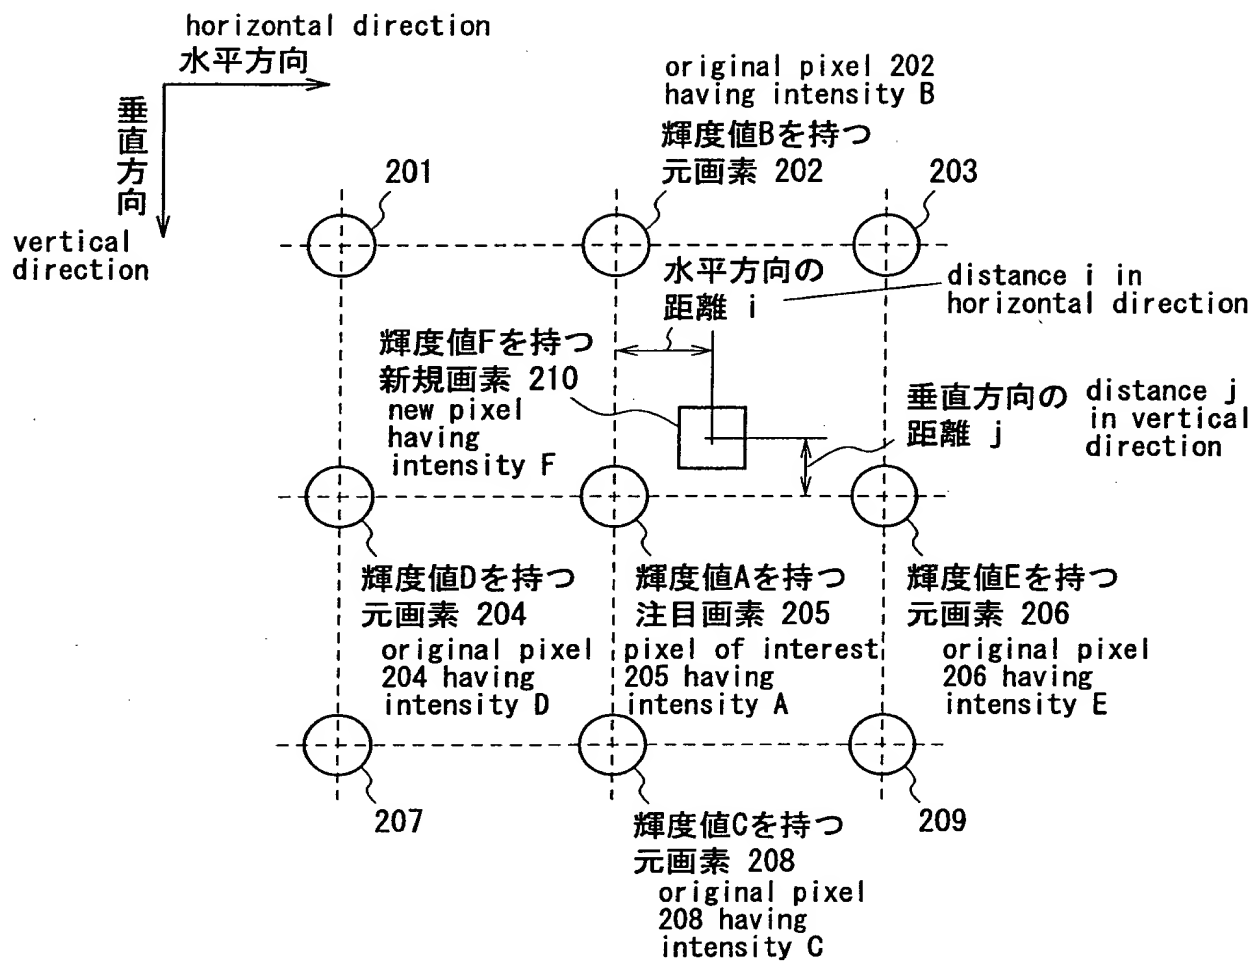 horizontal direction
水平方向
垂直方向
vertical
direction
original pixel 202
having intensity B
輝度値Bを持つ
元画素 202
201
203
水平方向の
距離 i
distance i in
horizontal direction
輝度値Fを持つ
新規画素 210
new pixel
having
intensity F
垂直方向の
距離 j
distance j
in vertical
direction
輝度値Dを持つ
元画素 204
original pixel
204 having
intensity D
輝度値Aを持つ
注目画素 205
pixel of interest
205 having
intensity A
輝度値Eを持つ
元画素 206
original pixel
206 having
intensity E
207
209
輝度値Cを持つ
元画素 208
original pixel
208 having
intensity C